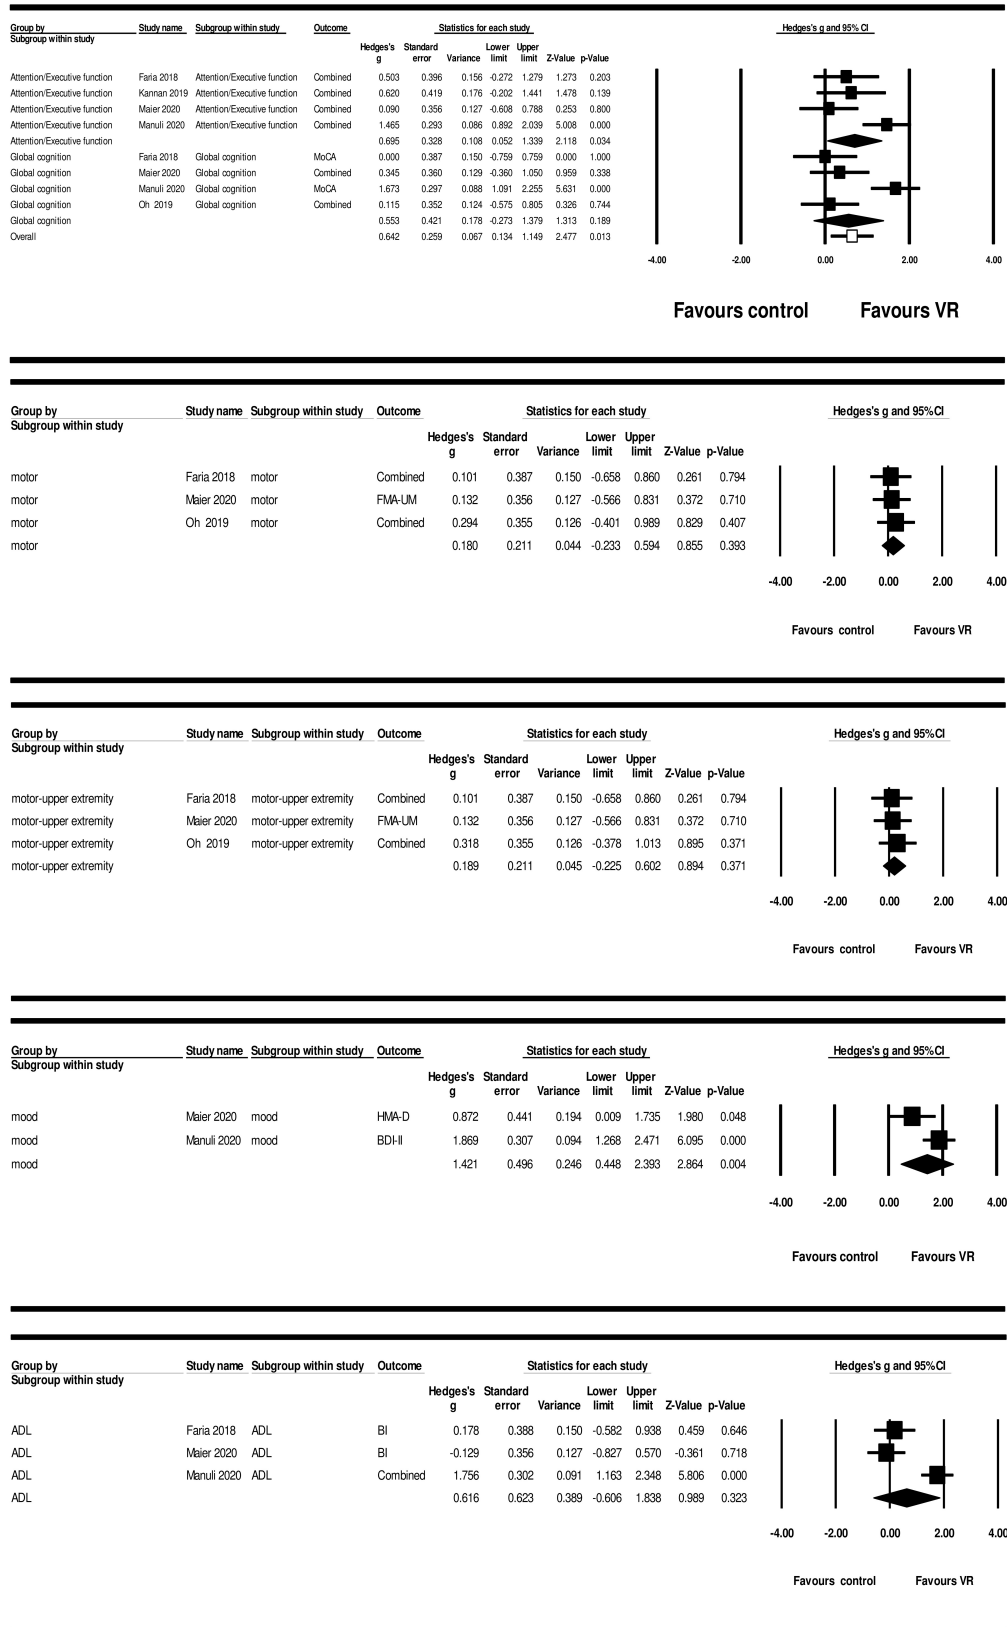 Group by Study name Subgroup within study Outcome Statistics for each study Hedges's g and 95% CI
Subgroup within study
Hedges's Standard Lower Upper
g error Variance limit limit Z-Value p-Value
Attention/Executive function Faria 2018 Attention/Executive function Combined 0.503 0.396 0.156 -0.272 1.279 1.273 0.203
Attention/Executive function Kannan 2019 Attention/Executive function Combined 0.620 0.419 0.176 -0.202 1.441 1.478 0.139
Attention/Executive function Maier 2020 Attention/Executive function Combined 0.090 0.356 0.127 -0.608 0.788 0.253 0.800
Attention/Executive function Manuli 2020 Attention/Executive function Combined 1.465 0.293 0.086 0.892 2.039 5.008 0.000
Attention/Executive function 0.695 0.328 0.108 0.052 1.339 2.118 0.034
Global cognition Faria 2018 Global cognition MoCA 0.000 0.387 0.150 -0.759 0.759 0.000 1.000
Global cognition Maier 2020 Global cognition Combined 0.345 0.360 0.129 -0.360 1.050 0.959 0.338
Global cognition Manuli 2020 Global cognition MoCA 1.673 0.297 0.088 1.091 2.255 5.631 0.000
Global cognition Oh 2019 Global cognition Combined 0.115 0.352 0.124 -0.575 0.805 0.326 0.744
Global cognition 0.553 0.421 0.178 -0.273 1.379 1.313 0.189
Overall 0.642 0.259 0.067 0.134 1.149 2.477 0.013
-4.00 -2.00 0.00 2.00 4.00
Favours control Favours VR
Group by Study name Subgroup within study Outcome Statistics for each study Hedges's g and 95%CI
Subgroup within study
Hedges's Standard Lower Upper
g error Variance limit limit Z-Value p-Value
motor Faria 2018 motor Combined 0.101 0.387 0.150 -0.658 0.860 0.261 0.794
motor Maier 2020 motor FMA-UM 0.132 0.356 0.127 -0.566 0.831 0.372 0.710
motor Oh 2019 motor Combined 0.294 0.355 0.126 -0.401 0.989 0.829 0.407
motor 0.180 0.211 0.044 -0.233 0.594 0.855 0.393
-4.00 -2.00 0.00 2.00 4.00
Favours control Favours VR
Group by Study name Subgroup within study Outcome Statistics for each study Hedges's g and 95%CI
Subgroup within study
Hedges's Standard Lower Upper
g error Variance limit limit Z-Value p-Value
motor-upper extremity Faria 2018 motor-upper extremity Combined 0.101 0.387 0.150 -0.658 0.860 0.261 0.794
motor-upper extremity Maier 2020 motor-upper extremity FMA-UM 0.132 0.356 0.127 -0.566 0.831 0.372 0.710
motor-upper extremity Oh 2019 motor-upper extremity Combined 0.318 0.355 0.126 -0.378 1.013 0.895 0.371
motor-upper extremity 0.189 0.211 0.045 -0.225 0.602 0.894 0.371
-4.00 -2.00 0.00 2.00 4.00
Favours control Favours VR
Group by Study name Subgroup within study Outcome Statistics for each study Hedges's g and 95%CI
Subgroup within study
Hedges's Standard Lower Upper
g error Variance limit limit Z-Value p-Value
mood Maier 2020 mood HMA-D 0.872 0.441 0.194 0.009 1.735 1.980 0.048
mood Manuli 2020 mood BDI-II 1.869 0.307 0.094 1.268 2.471 6.095 0.000
mood 1.421 0.496 0.246 0.448 2.393 2.864 0.004
-4.00 -2.00 0.00 2.00 4.00
Favours control Favours VR
Group by Study name Subgroup within study Outcome Statistics for each study Hedges's g and 95%CI
Subgroup within study
Hedges's Standard Lower Upper
g error Variance limit limit Z-Value p-Value
ADL Faria 2018 ADL BI 0.178 0.388 0.150 -0.582 0.938 0.459 0.646
ADL Maier 2020 ADL BI -0.129 0.356 0.127 -0.827 0.570 -0.361 0.718
ADL Manuli 2020 ADL Combined 1.756 0.302 0.091 1.163 2.348 5.806 0.000
ADL 0.616 0.623 0.389 -0.606 1.838 0.989 0.323
-4.00 -2.00 0.00 2.00 4.00
Favours control Favours VR